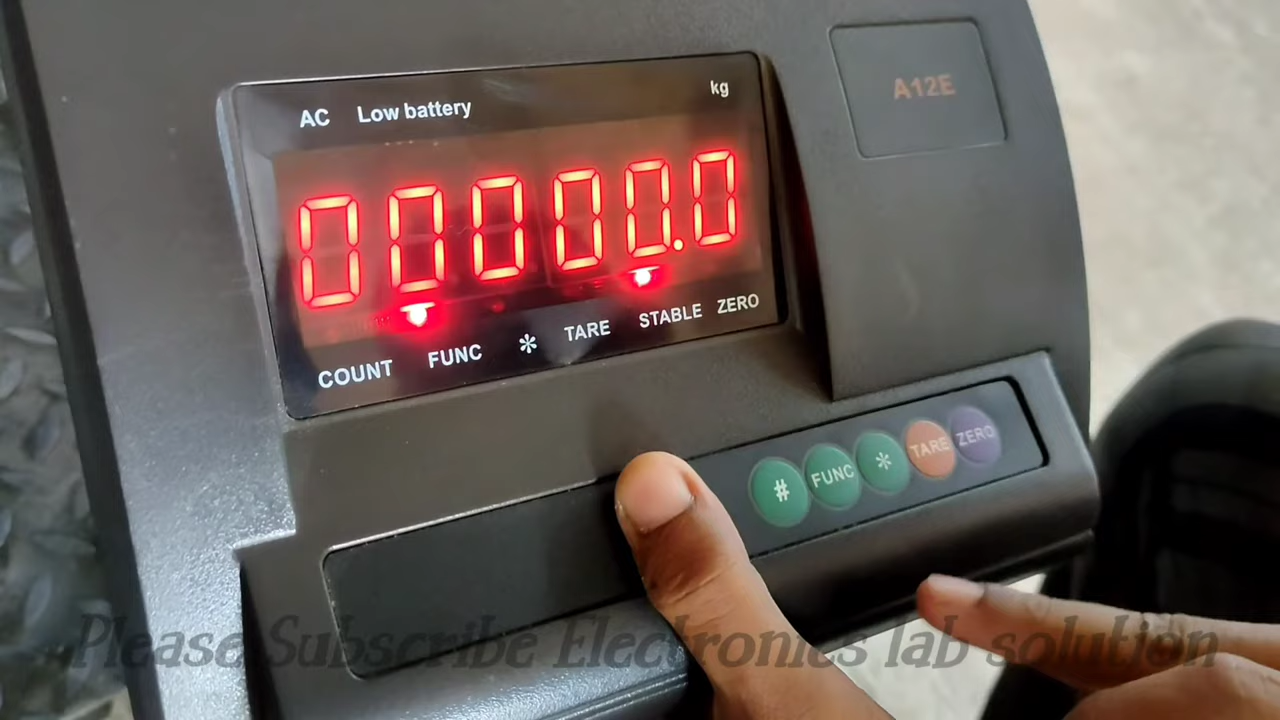 AC Low battery kg
A12E
00000.0
COUNT FUNC * TARE STABLE ZERO
# FUNC * TARE ZERO
Please Subscribe Electronics lab solution